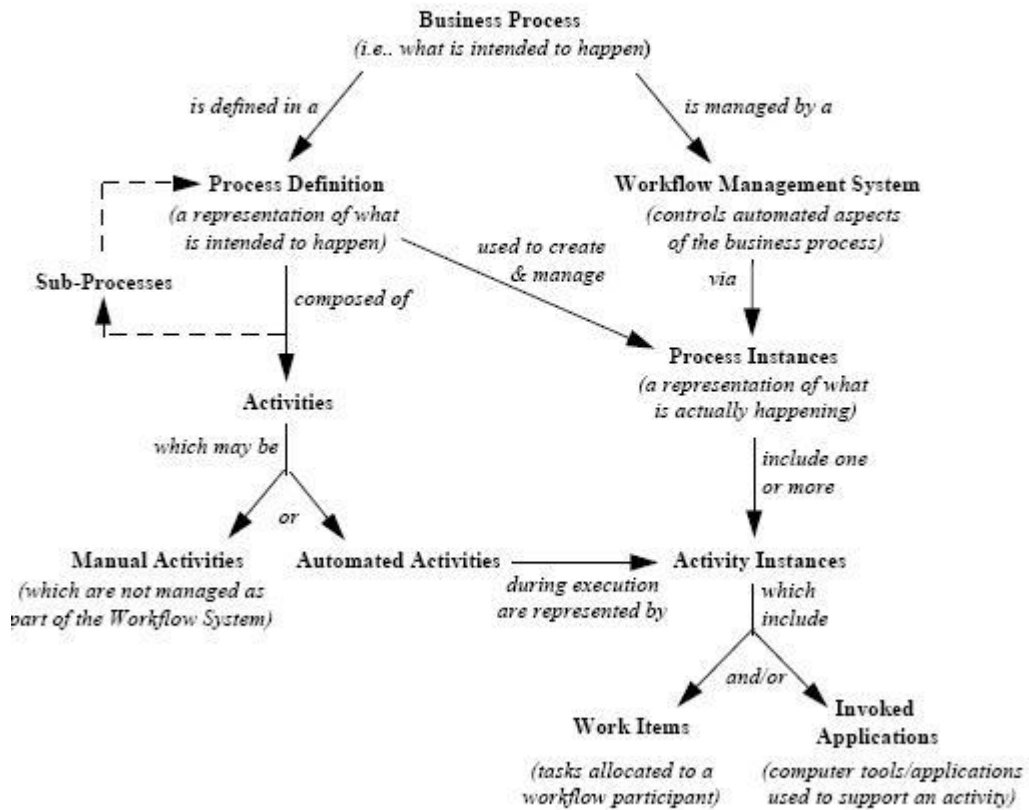 Business Process
(i.e.. what is intended to happen)
is defined in a
is managed by a
Process Definition
(a representation of what
is intended to happen)
Workflow Management System
(controls automated aspects
of the business process)
used to create
& manage
via
Sub-Processes
composed of
Process Instances
(a representation of what
is actually happening)
Activities
which may be
include one
or more
or
Manual Activities
(which are not managed as
part of the Workflow System)
Automated Activities
during execution
are represented by
Activity Instances
which
include
and/or
Work Items
(tasks allocated to a
workflow participant)
Invoked
Applications
(computer tools/applications
used to support an activity)